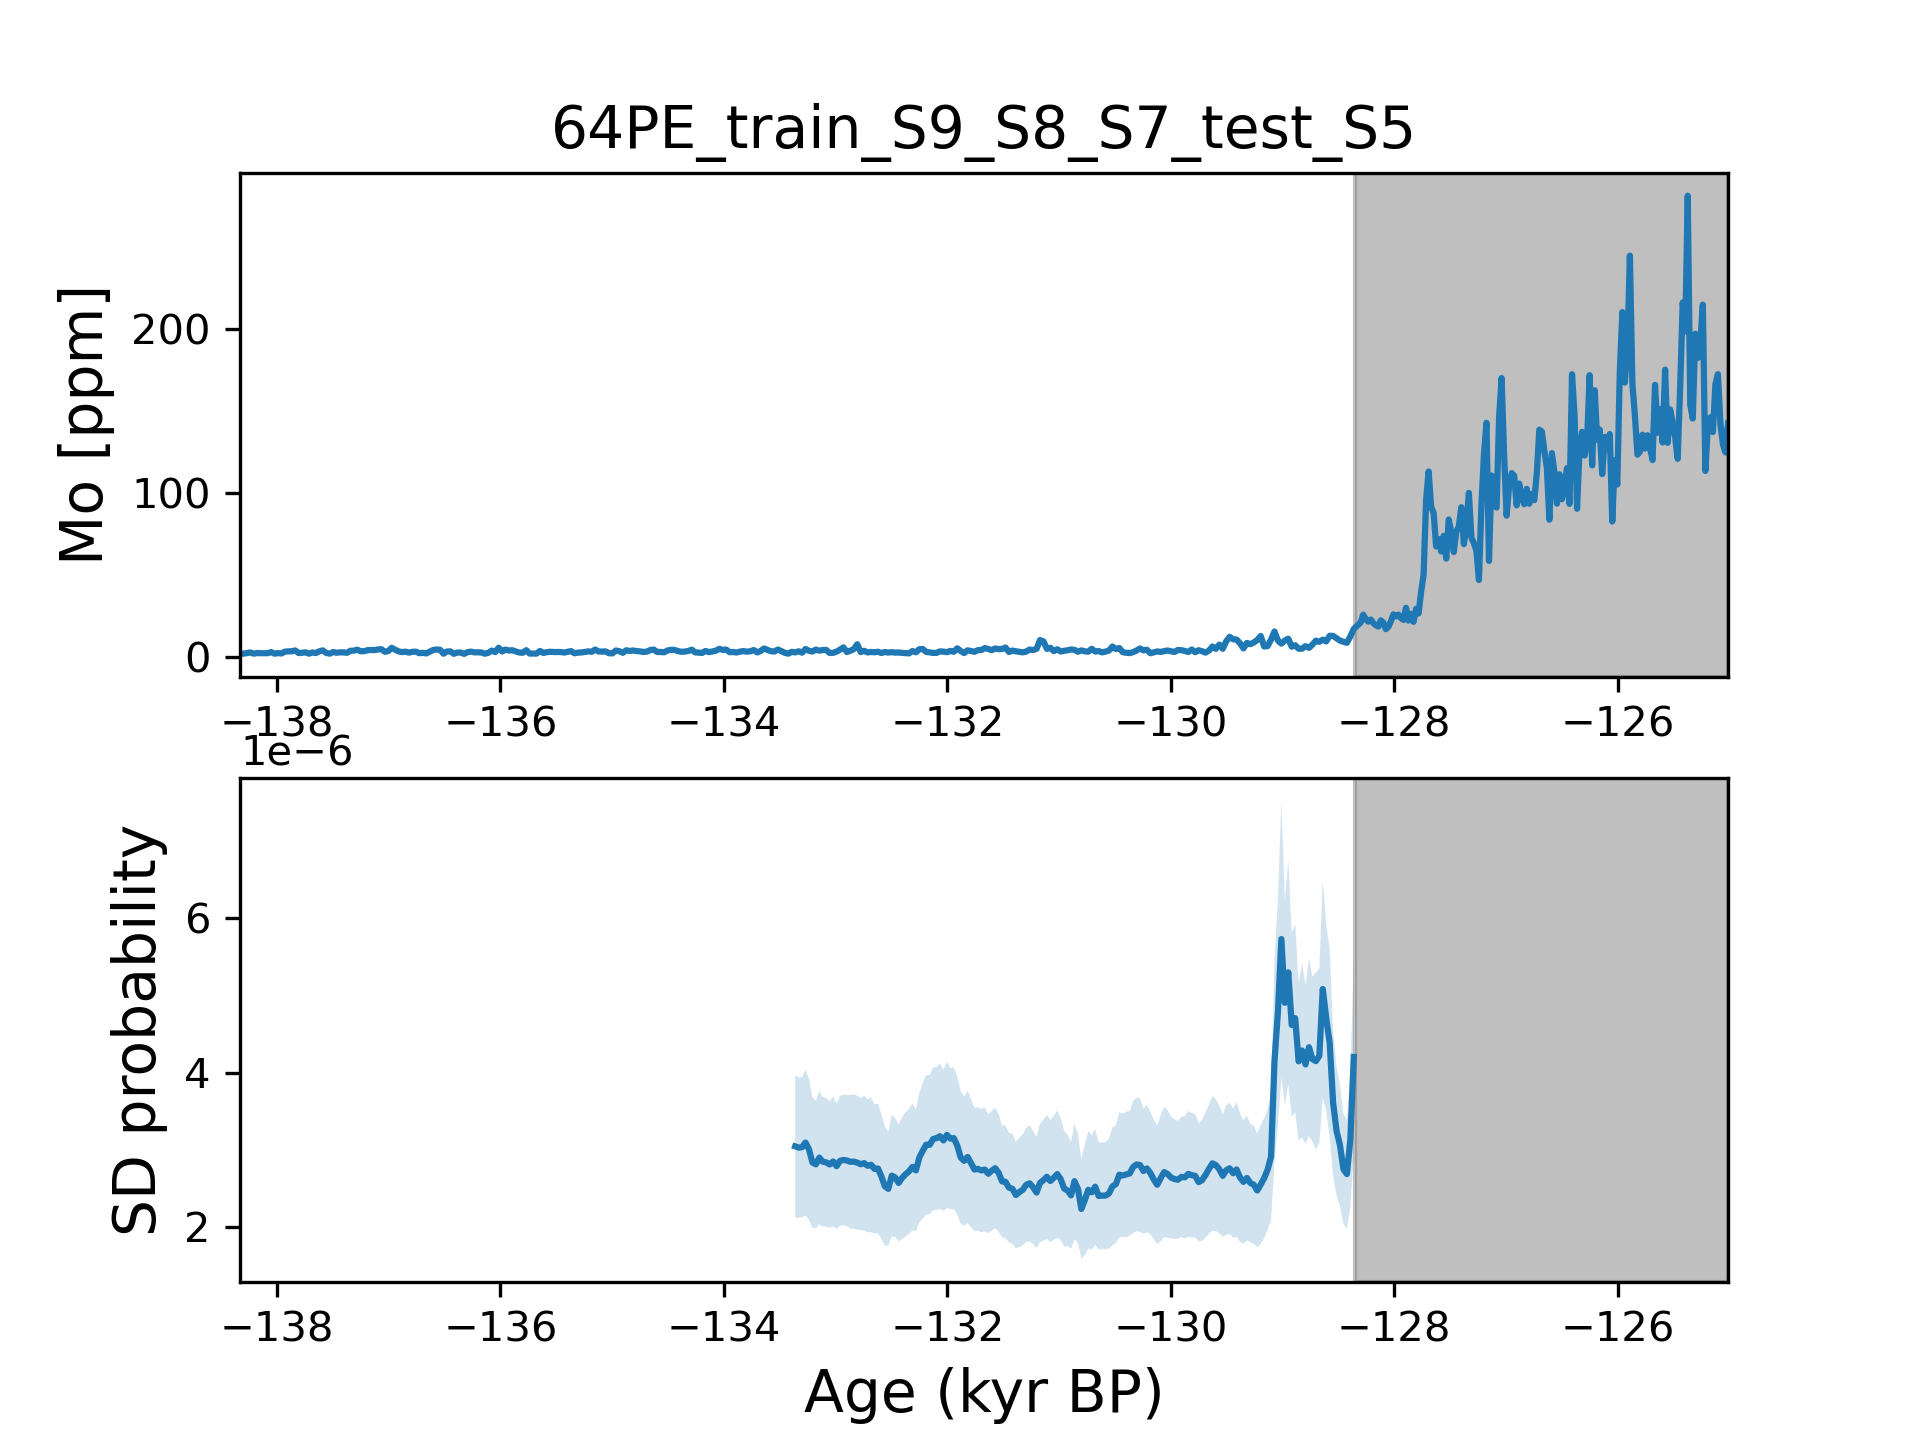 64PE_train_S9_S8_S7_test_S5
Mo [ppm]
200
100
0
−138 −136 −134 −132 −130 −128 −126
1e−6
SD probability
6
4
2
−138 −136 −134 −132 −130 −128 −126
Age (kyr BP)